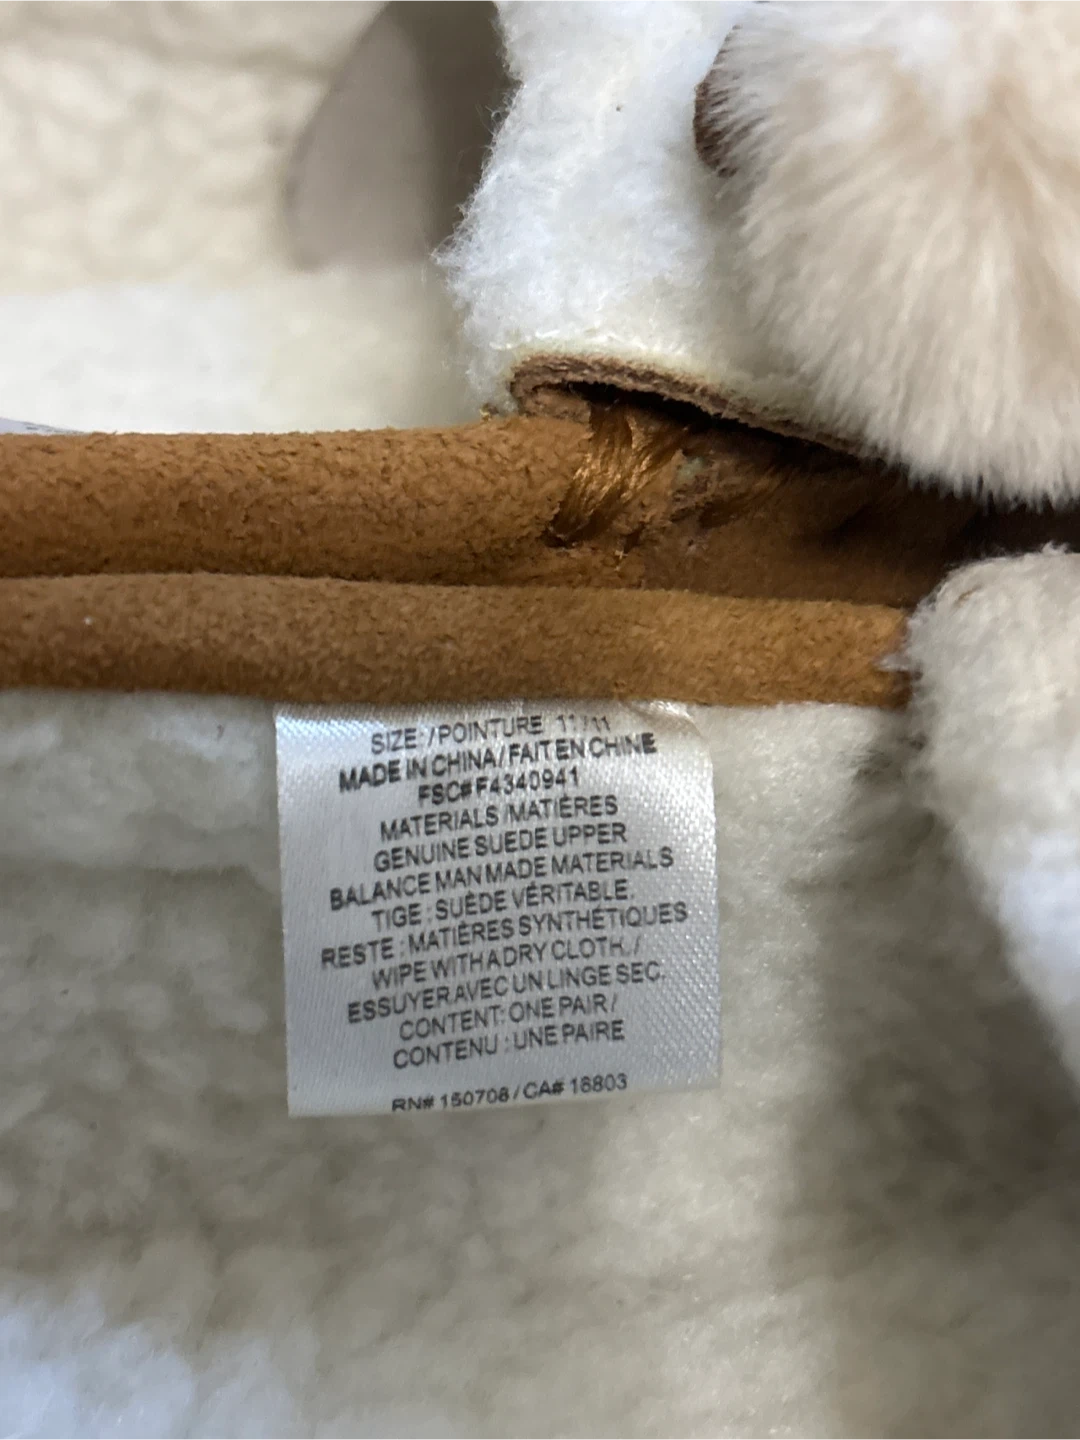 SIZE: /POINTURE 11/11
MADE IN CHINA/FAIT EN CHINE
FSC#F4340941
MATERIALS/MATIÈRES
GENUINE SUEDE UPPER
BALANCE MAN MADE MATERIALS
TIGE : SUÈDE VÉRITABLE.
RESTE : MATIÈRES SYNTHÉTIQUES
WIPE WITH A DRY CLOTH. /
ESSUYER AVEC UN LINGE SEC.
CONTENT: ONE PAIR /
CONTENU : UNE PAIRE
RN# 150708 / CA# 16803